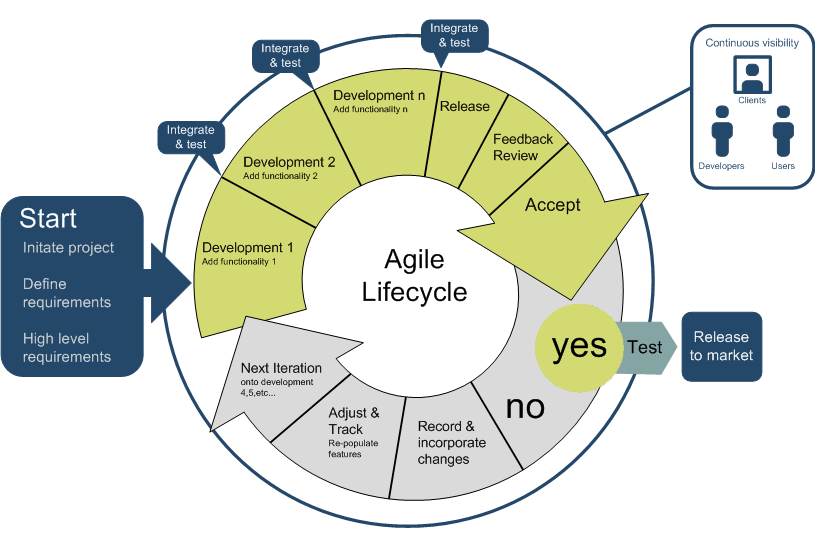 Integrate
& test
Integrate
& test
Integrate
& test
Continuous visibility
Clients
Developers
Users
Start
Initate project
Define
requirements
High level
requirements
Development 1
Add functionality 1
Development 2
Add functionality 2
Development n
Add functionality n
Release
Feedback
Review
Accept
Agile
Lifecycle
yes
Test
Release
to market
no
Record &
incorporate
changes
Adjust &
Track
Re-populate
features
Next Iteration
onto development
4,5,etc...